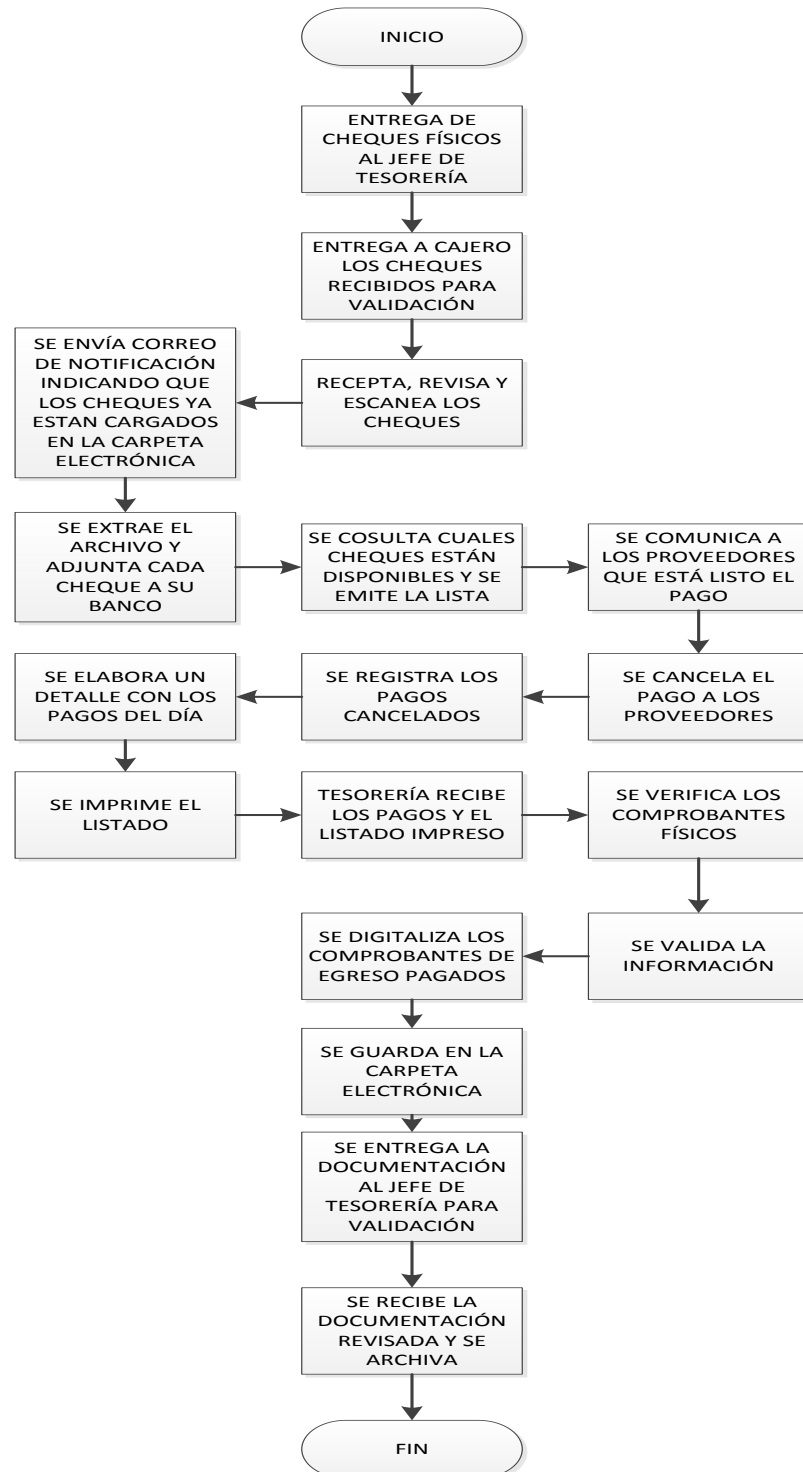 INICIO
ENTREGA DE
CHEQUES FÍSICOS
AL JEFE DE
TESORERÍA
ENTREGA A CAJERO
LOS CHEQUES
RECIBIDOS PARA
VALIDACIÓN
RECEPTA, REVISA Y
ESCANEA LOS
CHEQUES
SE ENVÍA CORREO
DE NOTIFICACIÓN
INDICANDO QUE
LOS CHEQUES YA
ESTAN CARGADOS
EN LA CARPETA
ELECTRÓNICA
SE EXTRAE EL
ARCHIVO Y
ADJUNTA CADA
CHEQUE A SU
BANCO
SE COSULTA CUALES
CHEQUES ESTÁN
DISPONIBLES Y SE
EMITE LA LISTA
SE COMUNICA A
LOS PROVEEDORES
QUE ESTÁ LISTO EL
PAGO
SE CANCELA EL
PAGO A LOS
PROVEEDORES
SE REGISTRA LOS
PAGOS
CANCELADOS
SE ELABORA UN
DETALLE CON LOS
PAGOS DEL DÍA
SE IMPRIME EL
LISTADO
TESORERÍA RECIBE
LOS PAGOS Y EL
LISTADO IMPRESO
SE VERIFICA LOS
COMPROBANTES
FÍSICOS
SE VALIDA LA
INFORMACIÓN
SE DIGITALIZA LOS
COMPROBANTES DE
EGRESO PAGADOS
SE GUARDA EN LA
CARPETA
ELECTRÓNICA
SE ENTREGA LA
DOCUMENTACIÓN
AL JEFE DE
TESORERÍA PARA
VALIDACIÓN
SE RECIBE LA
DOCUMENTACIÓN
REVISADA Y SE
ARCHIVA
FIN